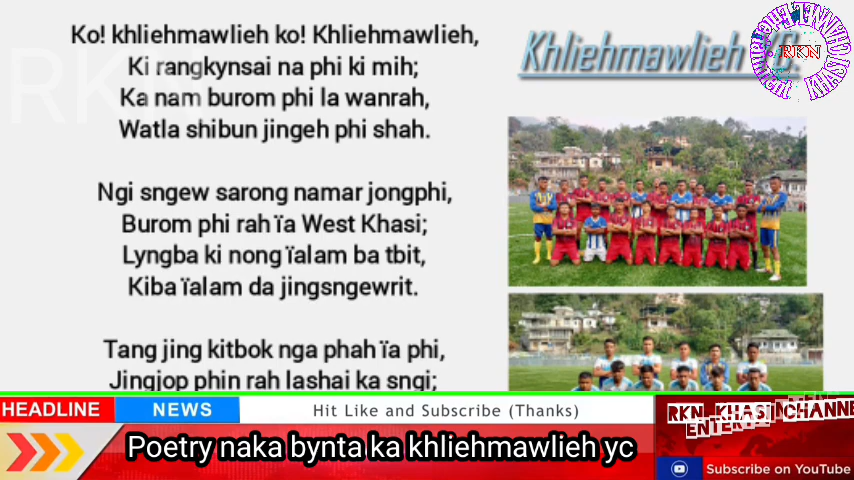 Ko! khliehmawlieh ko! Khliehmawlieh,
Ki rangkynsai na phi ki mih;
Ka nam burom phi la wanrah,
Watla shibun jingeh phi shah.
Ngi sngew sarong namar jongphi,
Burom phi rah ïa West Khasi;
Lyngba ki nong ïalam ba tbit,
Kiba ïalam da jingsngewrit.
Tang jing kitbok nga phah ïa phi,
Jingjop phin rah lashai ka sngi;
Khliehmawlieh
RKN
RKN
HEADLINE
NEWS
Hit Like and Subscribe (Thanks)
RKN KHASI CHANNE
ENTER
Poetry naka bynta ka khliehmawlieh yc
Subscribe on YouTube